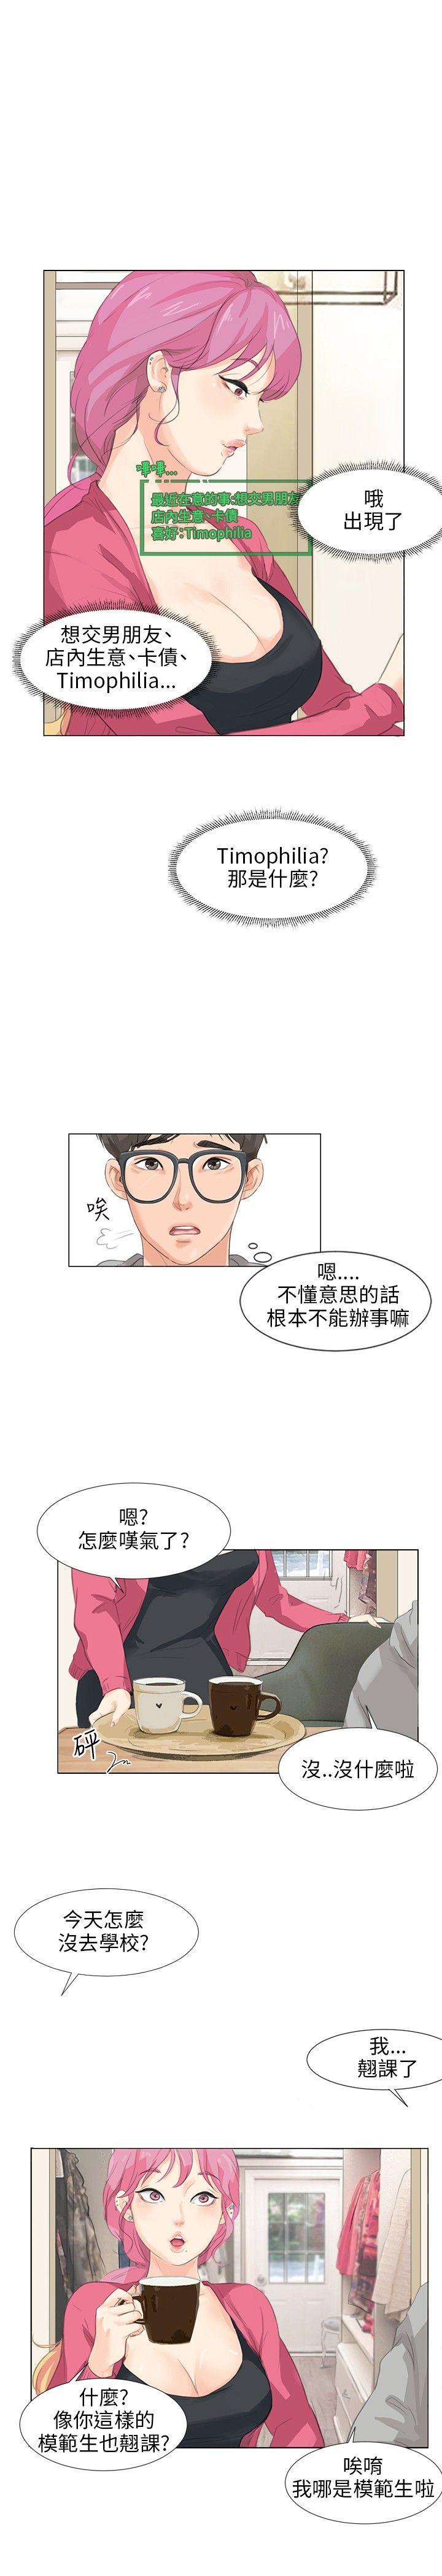 嗶嗶...
最近在意的事:想交男朋友
店內生意、卡債
喜好:Timophilia
哦
出現了
想交男朋友、
店內生意、卡債、
Timophilia...
Timophilia?
那是什麼?
唉
嗯....
不懂意思的話
根本不能辦事嘛
嗯?
怎麼嘆氣了?
砰
沒..沒什麼啦
今天怎麼
沒去學校?
我...
翹課了
什麼?
像你這樣的
模範生也翹課?
唉唷
我哪是模範生啦